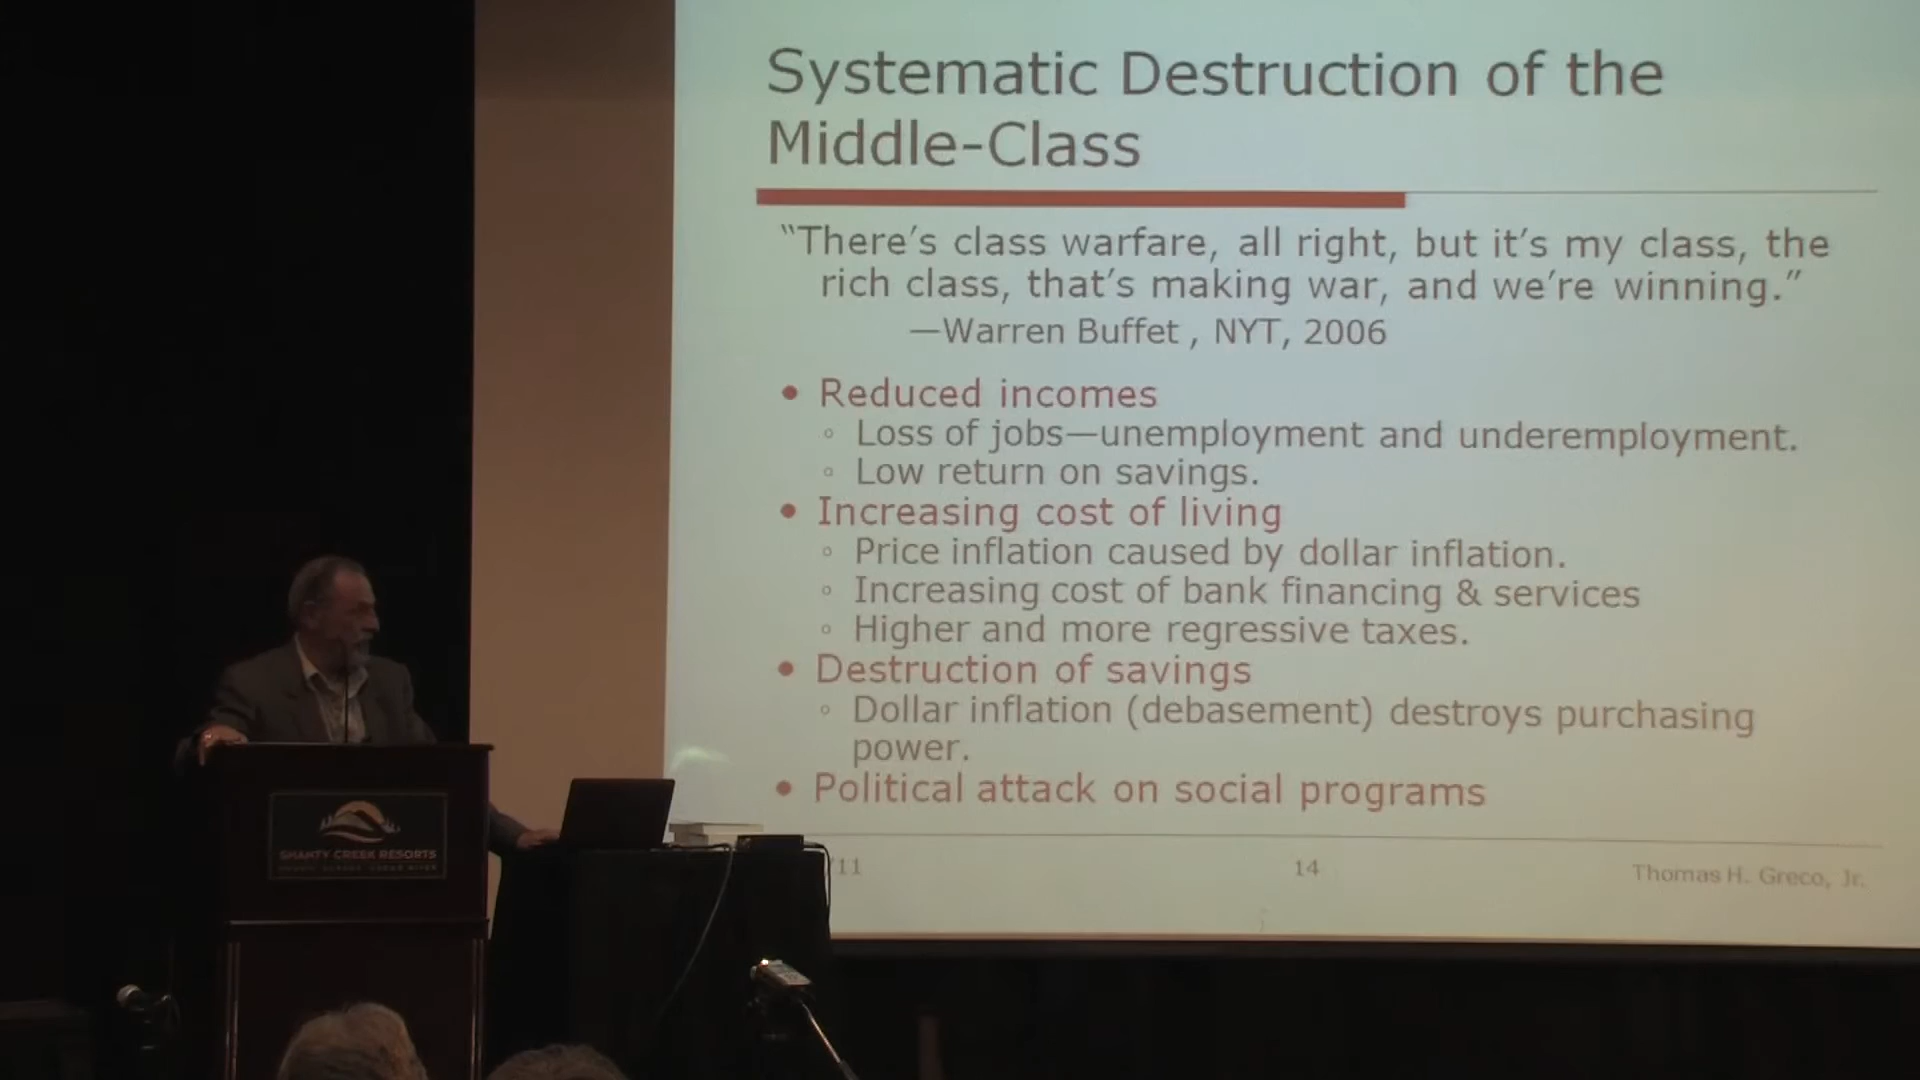 Systematic Destruction of the
Middle-Class
“There’s class warfare, all right, but it’s my class, the
rich class, that’s making war, and we’re winning.”
—Warren Buffet , NYT, 2006
• Reduced incomes
◦ Loss of jobs—unemployment and underemployment.
◦ Low return on savings.
• Increasing cost of living
◦ Price inflation caused by dollar inflation.
◦ Increasing cost of bank financing & services
◦ Higher and more regressive taxes.
• Destruction of savings
◦ Dollar inflation (debasement) destroys purchasing
power.
• Political attack on social programs
/11
14
Thomas H. Greco, Jr.
SHANTY CREEK RESORTS